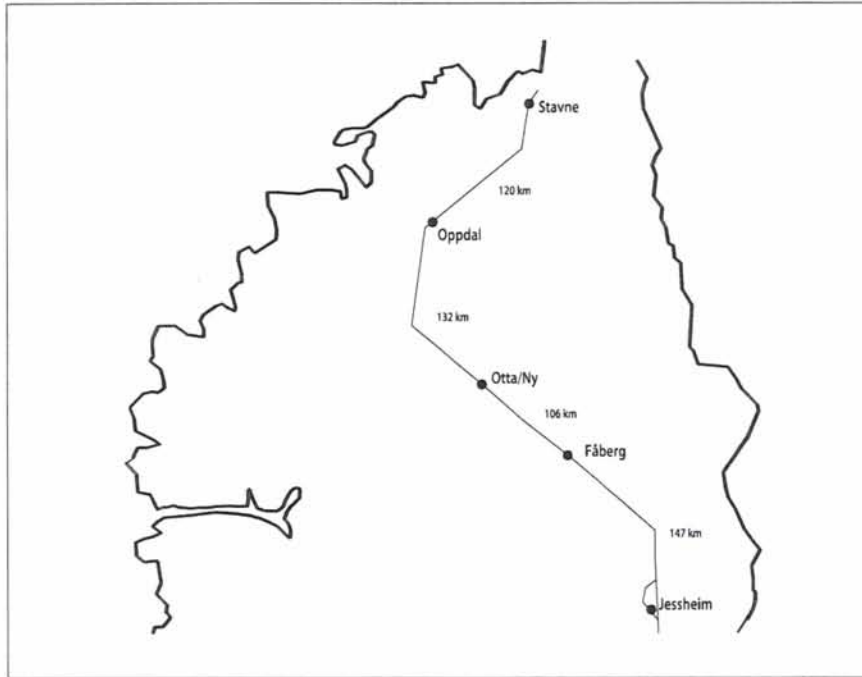 Stavne
120 km
Oppdal
132 km
Otta/Ny
106 km
Fåberg
147 km
Jessheim